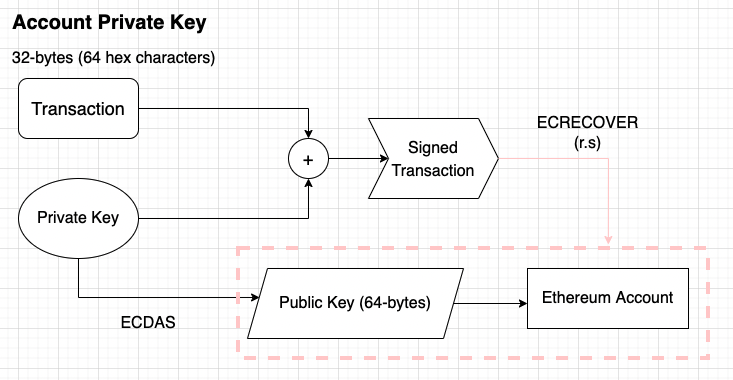 Account Private Key
32-bytes (64 hex characters)
Transaction
+
Signed
Transaction
ECRECOVER
(r.s)
Private Key
ECDAS
Public Key (64-bytes)
Ethereum Account